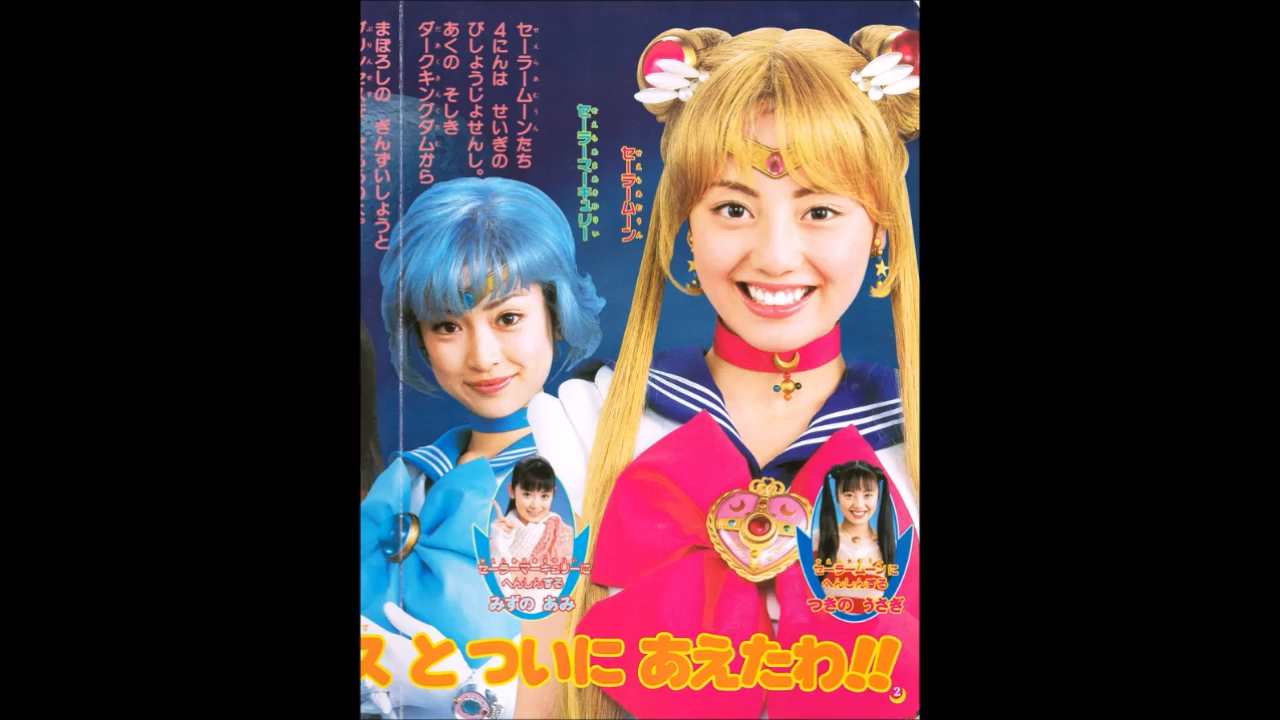 セーラームーンたち
4にんは せいぎの
びしょうじょせんし。
あくの そしき
ダークキングダムから
まぼろしの ぎんずいしょうと
セーラームーン
セーラーマーキュリー
セーラーマーキュリーに
へんしんする
みずの あみ
セーラームーンに
へんしんする
つきの うさぎ
ス と ついに あえたわ!!
2